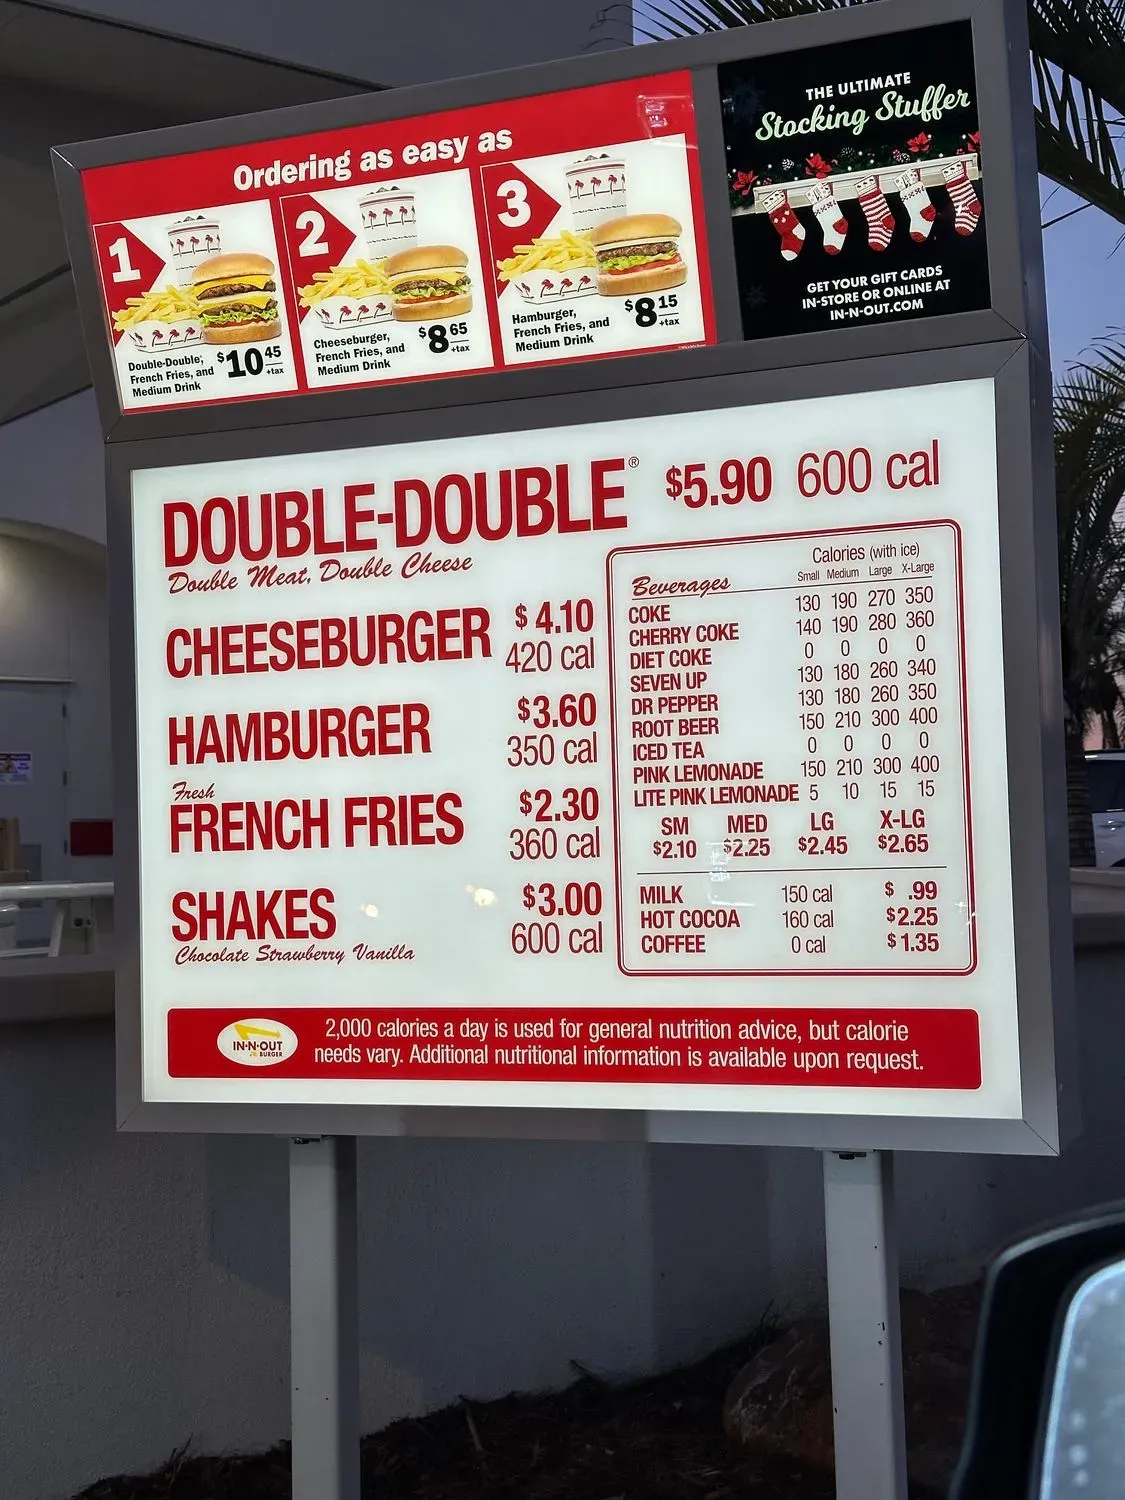 Ordering as easy as
1
Double-Double,
French Fries, and
Medium Drink
$10 45
+tax
2
Cheeseburger,
French Fries, and
Medium Drink
$8 65
+tax
3
Hamburger,
French Fries, and
Medium Drink
$8 15
+tax
THE ULTIMATE
Stocking Stuffer
GET YOUR GIFT CARDS
IN-STORE OR ONLINE AT
IN-N-OUT.COM
DOUBLE-DOUBLE® $5.90 600 cal
Double Meat, Double Cheese
CHEESEBURGER $4.10
420 cal
HAMBURGER $3.60
350 cal
Fresh
FRENCH FRIES $2.30
360 cal
SHAKES $3.00
Chocolate Strawberry Vanilla 600 cal
Calories (with ice)
Beverages Small Medium Large X-Large
COKE 130 190 270 350
CHERRY COKE 140 190 280 360
DIET COKE 0 0 0 0
SEVEN UP 130 180 260 340
DR PEPPER 130 180 260 350
ROOT BEER 150 210 300 400
ICED TEA 0 0 0 0
PINK LEMONADE 150 210 300 400
LITE PINK LEMONADE 5 10 15 15
SM MED LG X-LG
$2.10 $2.25 $2.45 $2.65
MILK 150 cal $ .99
HOT COCOA 160 cal $2.25
COFFEE 0 cal $1.35
IN-N-OUT
BURGER
2,000 calories a day is used for general nutrition advice, but calorie
needs vary. Additional nutritional information is available upon request.